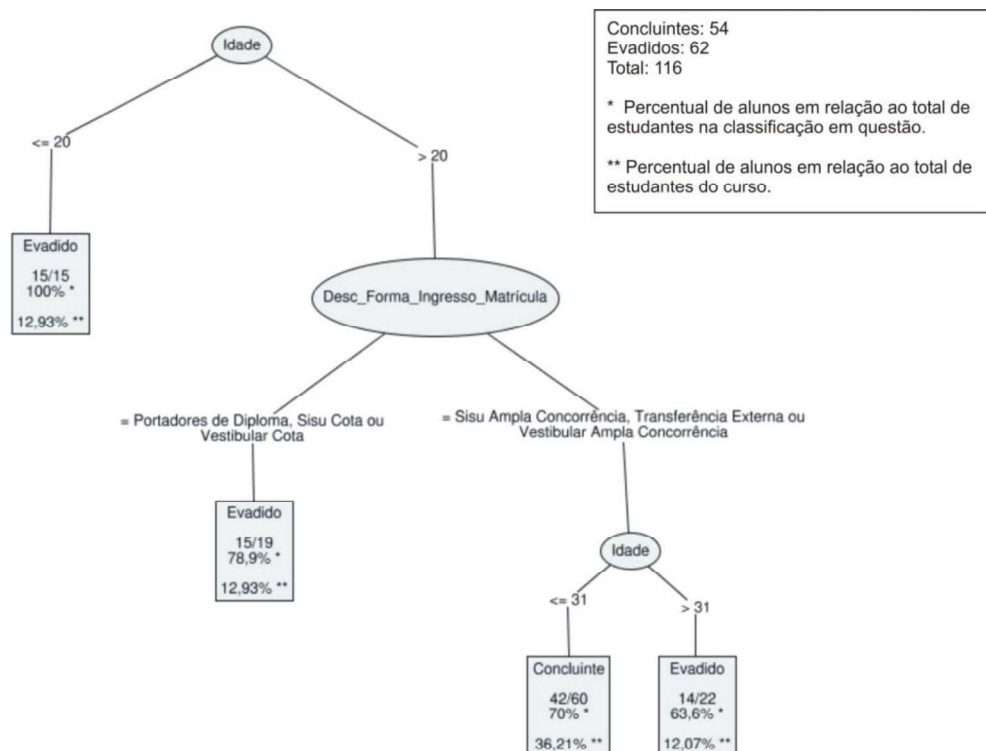 Concluintes: 54
Evadidos: 62
Total: 116
* Percentual de alunos em relação ao total de
estudantes na classificação em questão.
** Percentual de alunos em relação ao total de
estudantes do curso.
Idade
<= 20
> 20
Evadido
15/15
100% *
12,93% **
Desc_Forma_Ingresso_Matrícula
= Portadores de Diploma, Sisu Cota ou
Vestibular Cota
= Sisu Ampla Concorrência, Transferência Externa ou
Vestibular Ampla Concorrência
Evadido
15/19
78,9% *
12,93% **
Idade
<= 31
> 31
Concluinte
42/60
70% *
36,21% **
Evadido
14/22
63,6% *
12,07% **